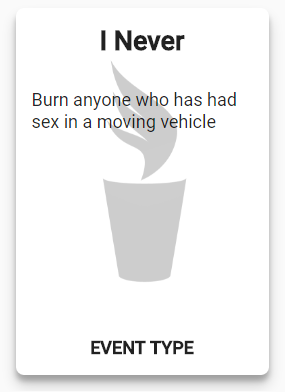 I Never
Burn anyone who has had
sex in a moving vehicle
EVENT TYPE